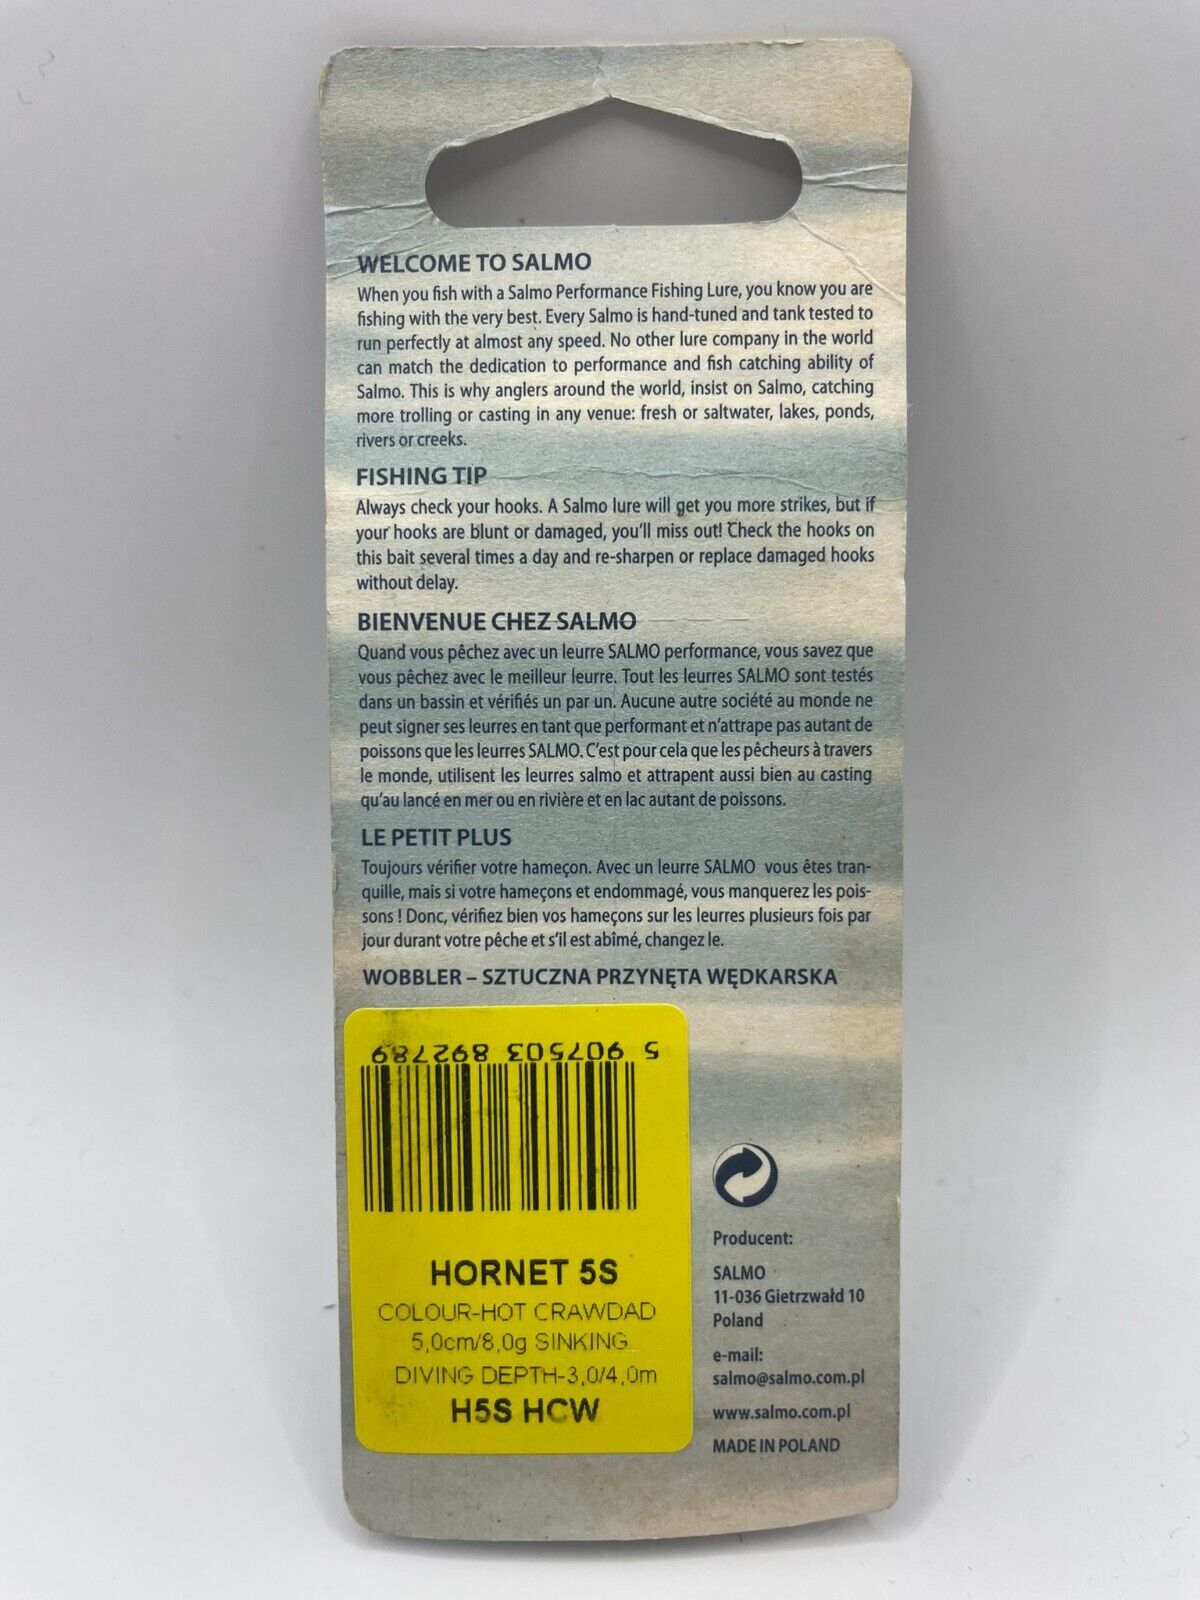 WELCOME TO SALMO
When you fish with a Salmo Performance Fishing Lure, you know you are
fishing with the very best. Every Salmo is hand-tuned and tank tested to
run perfectly at almost any speed. No other lure company in the world
can match the dedication to performance and fish catching ability of
Salmo. This is why anglers around the world, insist on Salmo, catching
more trolling or casting in any venue: fresh or saltwater, lakes, ponds,
rivers or creeks.
FISHING TIP
Always check your hooks. A Salmo lure will get you more strikes, but if
your hooks are blunt or damaged, you'll miss out! Check the hooks on
this bait several times a day and re-sharpen or replace damaged hooks
without delay.
BIENVENUE CHEZ SALMO
Quand vous pêchez avec un leurre SALMO performance, vous savez que
vous pêchez avec le meilleur leurre. Tout les leurres SALMO sont testés
dans un bassin et vérifiés un par un. Aucune autre société au monde ne
peut signer ses leurres en tant que performant et n'attrape pas autant de
poissons que les leurres SALMO. C'est pour cela que les pêcheurs à travers
le monde, utilisent les leurres salmo et attrapent aussi bien au casting
qu'au lancé en mer ou en rivière et en lac autant de poissons.
LE PETIT PLUS
Toujours vérifier votre hameçon. Avec un leurre SALMO vous êtes tran-
quille, mais si votre hameçons et endommagé, vous manquerez les pois-
sons ! Donc, vérifiez bien vos hameçons sur les leurres plusieurs fois par
jour durant votre pêche et s'il est abîmé, changez le.
WOBBLER – SZTUCZNA PRZYNĘTA WĘDKARSKA
5 907503 892789
HORNET 5S
COLOUR-HOT CRAWDAD
5,0cm/8,0g SINKING
DIVING DEPTH-3,0/4,0m
H5S HCW
Producent:
SALMO
11-036 Gietrzwałd 10
Poland
e-mail:
salmo@salmo.com.pl
www.salmo.com.pl
MADE IN POLAND